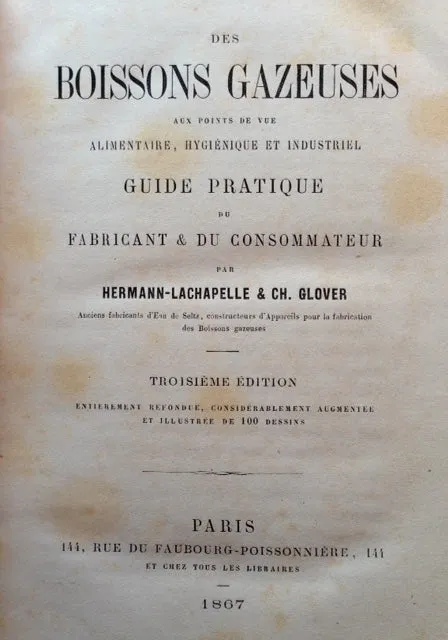 DES
BOISSONS GAZEUSES
AUX POINTS DE VUE
ALIMENTAIRE, HYGIÉNIQUE ET INDUSTRIEL
GUIDE PRATIQUE
DU
FABRICANT & DU CONSOMMATEUR
PAR
HERMANN-LACHAPELLE & CH. GLOVER
Anciens fabricants d'Eau de Seltz, constructeurs d'Appareils pour la fabrication
des Boissons gazeuses
TROISIÈME ÉDITION
ENTIÈREMENT REFONDUE, CONSIDÉRABLEMENT AUGMENTÉE
ET ILLUSTRÉE DE 100 DESSINS
PARIS
144, RUE DU FAUBOURG-POISSONNIÈRE, 144
ET CHEZ TOUS LES LIBRAIRES
1867